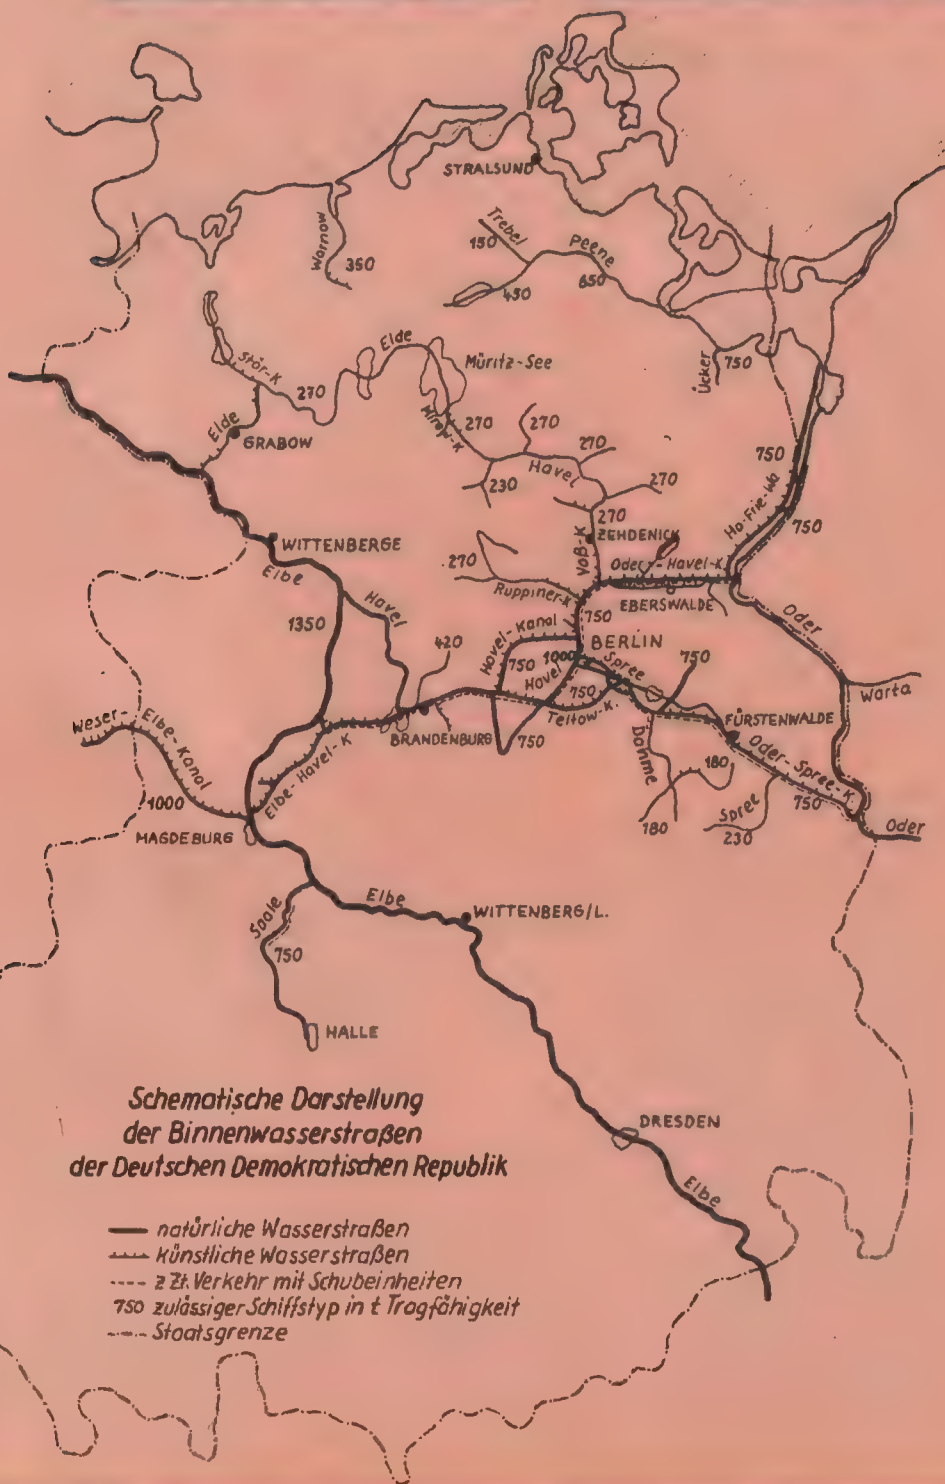 STRALSUND
Trebel
150
Peene
Warnow
350
450
650
Elde
Stör-K
Müritz-See
Ücker
750
270
Elde
Mirow-K
270
270
GRABOW
270
750
230
Havel
270
Ho-Frie-Wa
270
750
WITTENBERGE
ZEHDENICK
Voß-K
Elbe
270
Oder-Havel-K
Ruppiner-K
EBERSWALDE
Havel
750
Oder
1350
Havel-Kanal
BERLIN
420
1000
Spree
750
750
Havel
Warta
750
Teltow-K.
Weser-Elbe-Kanal
BRANDENBURG
750
FÜRSTENWALDE
Dahme
Elbe-Havel-K
180
Oder-Spree-K.
1000
750
Spree
MAGDEBURG
180
230
Oder
Elbe
WITTENBERG/L.
Saale
750
HALLE
Schematische Darstellung
der Binnenwasserstraßen
der Deutschen Demokratischen Republik
DRESDEN
Elbe
natürliche Wasserstraßen
künstliche Wasserstraßen
z Zt. Verkehr mit Schubeinheiten
750 zulässiger Schiffstyp in t Tragfähigkeit
Staatsgrenze